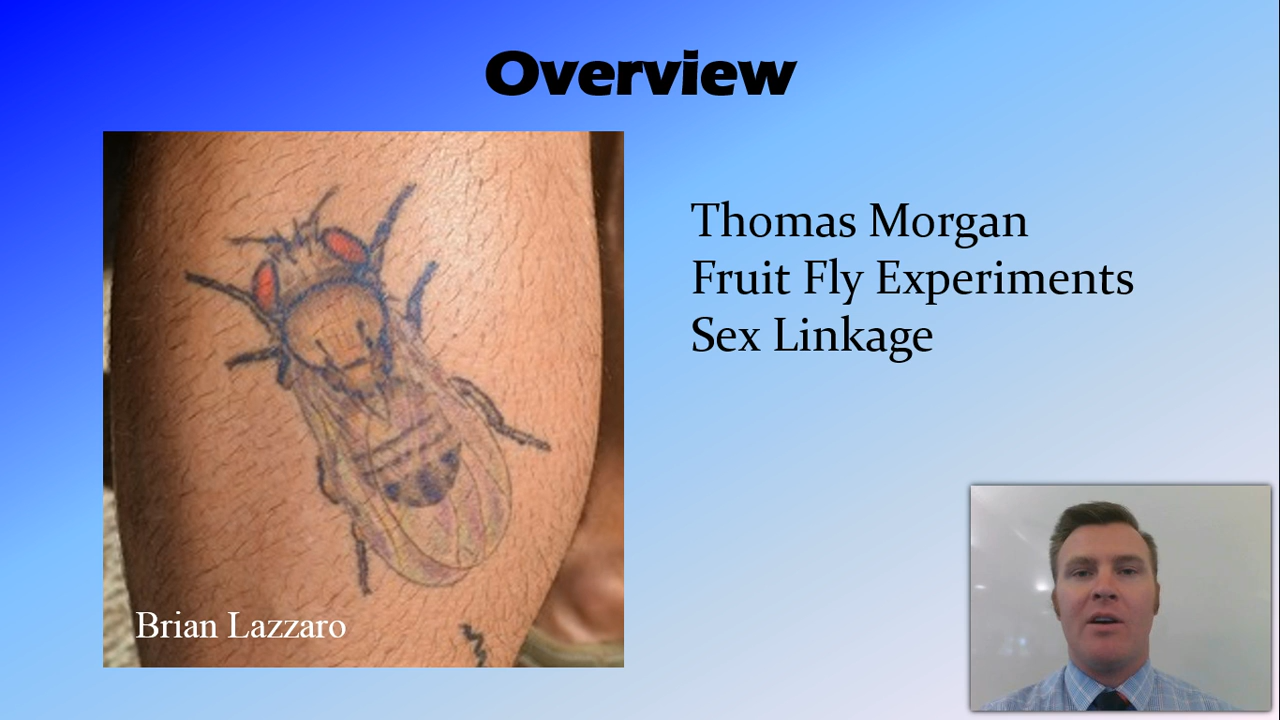 Overview
Thomas Morgan
Fruit Fly Experiments
Sex Linkage
Brian Lazzaro